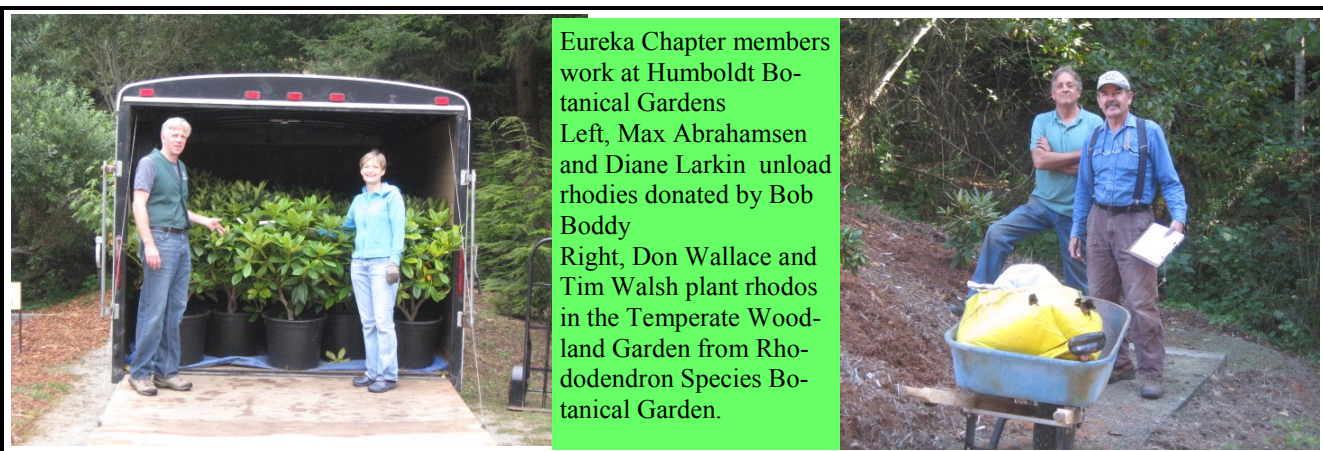 Eureka Chapter members
work at Humboldt Bo-
tanical Gardens
Left, Max Abrahamsen
and Diane Larkin unload
rhodies donated by Bob
Boddy
Right, Don Wallace and
Tim Walsh plant rhodos
in the Temperate Wood-
land Garden from Rho-
dodendron Species Bo-
tanical Garden.